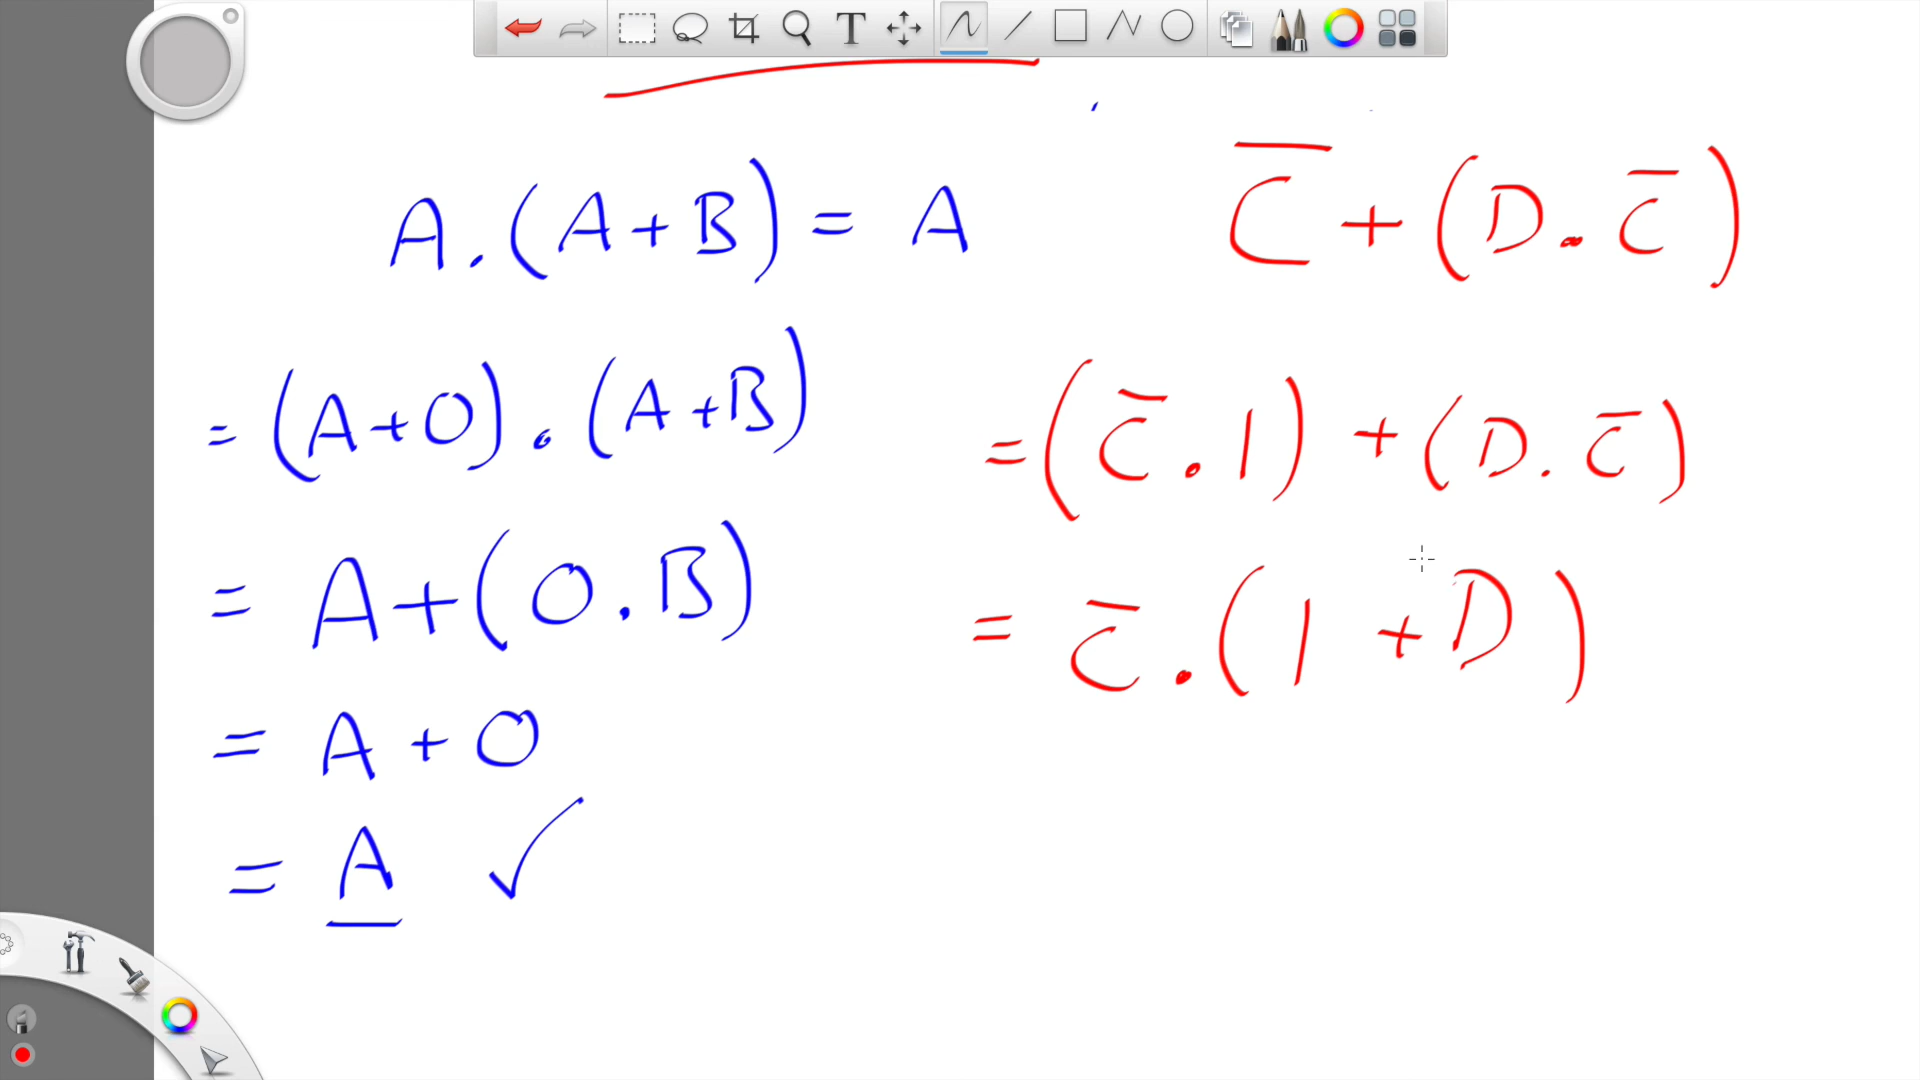 A.(A+B) = A
= (A+0).(A+B)
= A+(0.B)
= A+0
= A ✓
C̅ + (D.C̅)
= (C̅.1) + (D.C̅)
= C̅.(1+D)